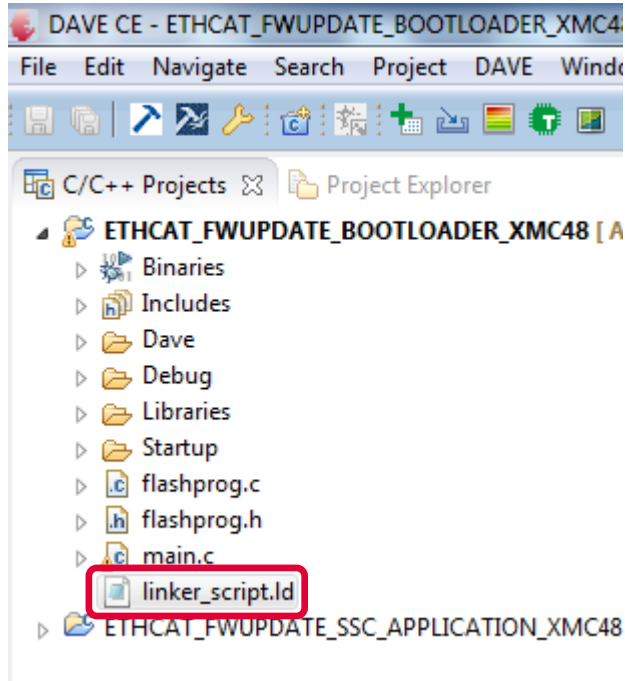 DAVE CE - ETHCAT_FWUPDATE_BOOTLOADER_XMC48
File Edit Navigate Search Project DAVE Windo
C/C++ Projects Project Explorer
ETHCAT_FWUPDATE_BOOTLOADER_XMC48 [ A
Binaries
Includes
Dave
Debug
Libraries
Startup
flashprog.c
flashprog.h
main.c
linker_script.ld
ETHCAT_FWUPDATE_SSC_APPLICATION_XMC48